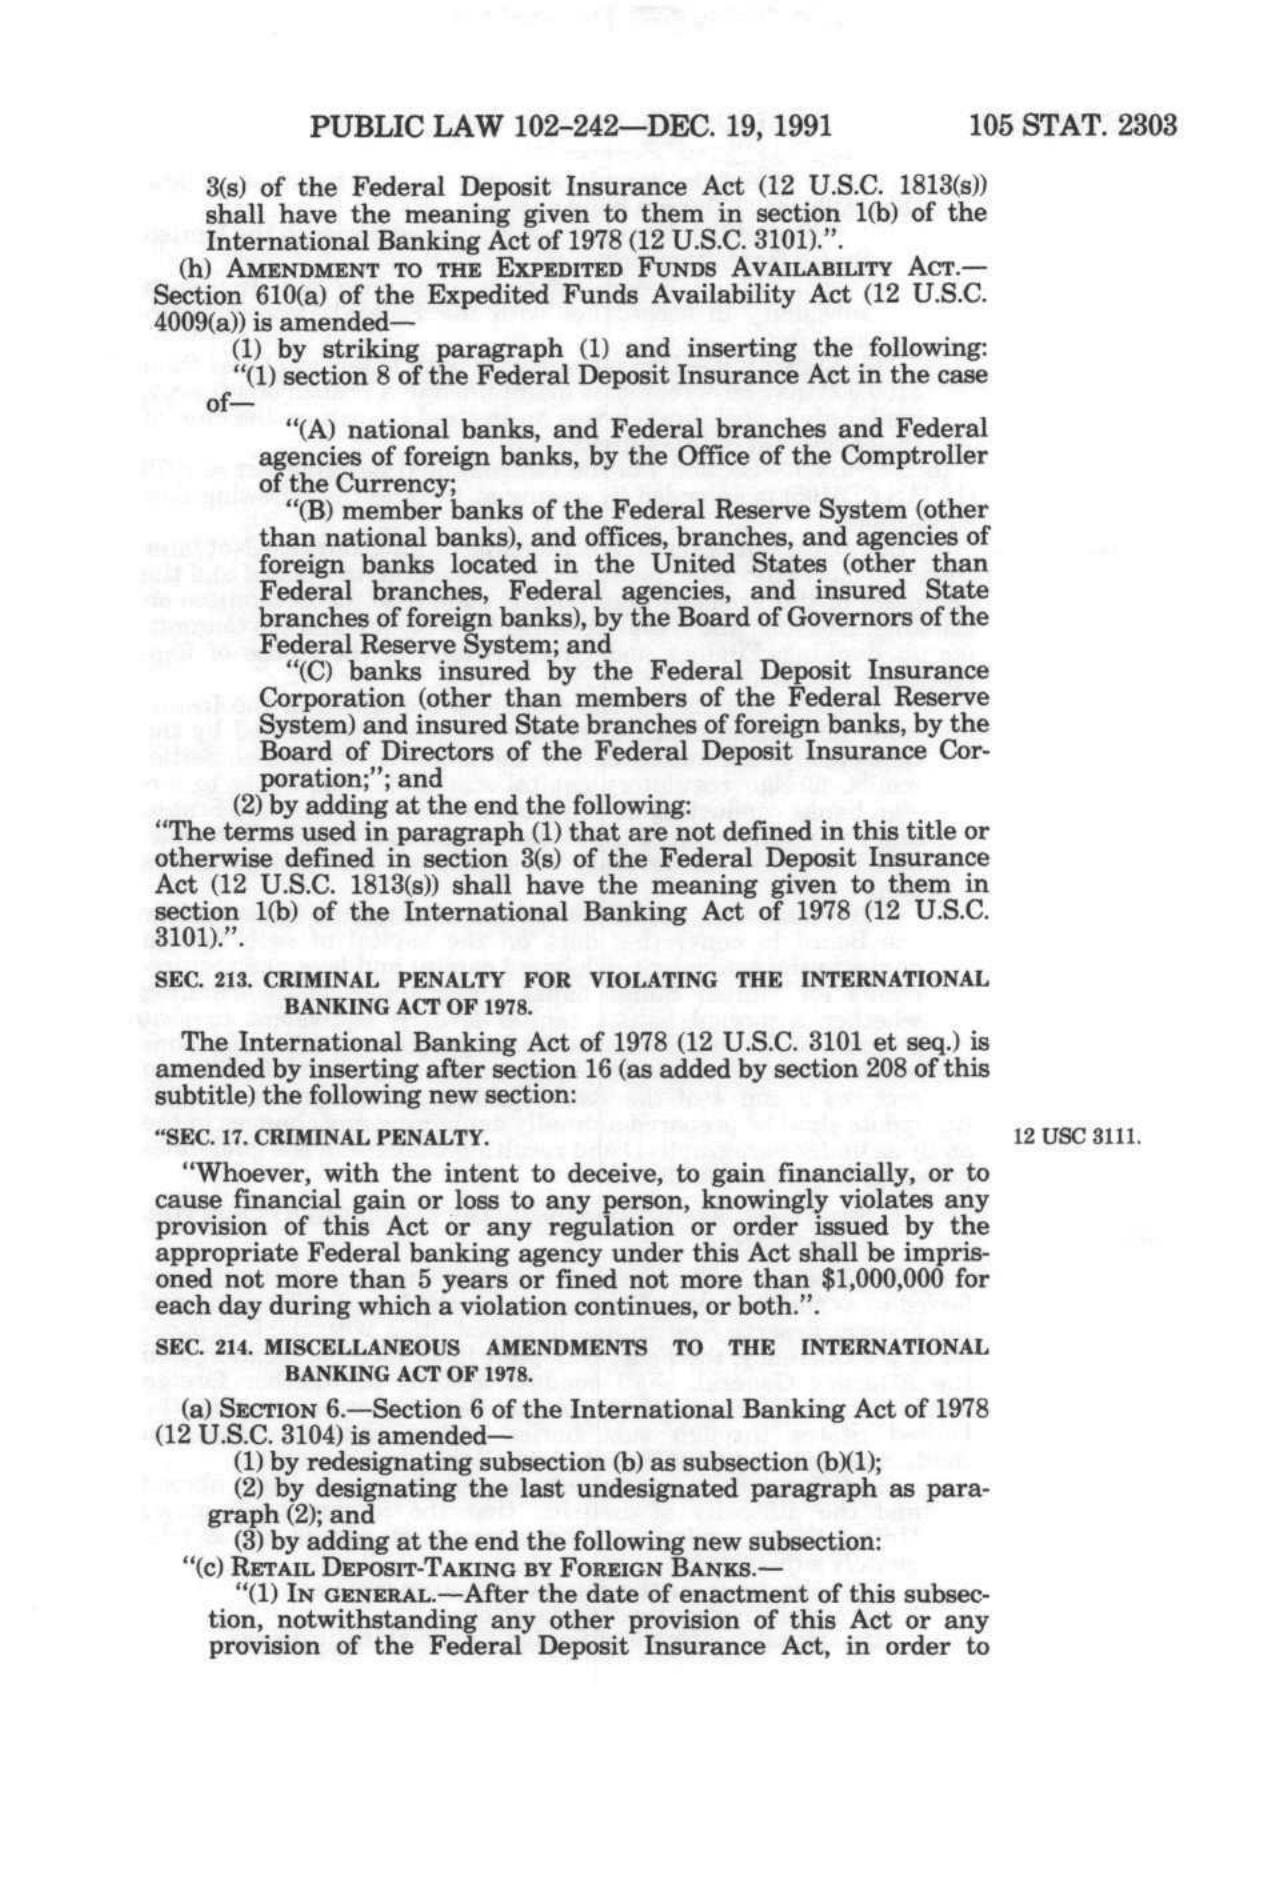 PUBLIC LAW 102-242—DEC. 19, 1991 105 STAT. 2303
3(s) of the Federal Deposit Insurance Act (12 U.S.C. 1813(s))
shall have the meaning given to them in section 1(b) of the
International Banking Act of 1978 (12 U.S.C. 3101).”.
(h) AMENDMENT TO THE EXPEDITED FUNDS AVAILABILITY ACT.—
Section 610(a) of the Expedited Funds Availability Act (12 U.S.C.
4009(a)) is amended—
(1) by striking paragraph (1) and inserting the following:
“(1) section 8 of the Federal Deposit Insurance Act in the case
of—
“(A) national banks, and Federal branches and Federal
agencies of foreign banks, by the Office of the Comptroller
of the Currency;
“(B) member banks of the Federal Reserve System (other
than national banks), and offices, branches, and agencies of
foreign banks located in the United States (other than
Federal branches, Federal agencies, and insured State
branches of foreign banks), by the Board of Governors of the
Federal Reserve System; and
“(C) banks insured by the Federal Deposit Insurance
Corporation (other than members of the Federal Reserve
System) and insured State branches of foreign banks, by the
Board of Directors of the Federal Deposit Insurance Cor-
poration;”; and
(2) by adding at the end the following:
“The terms used in paragraph (1) that are not defined in this title or
otherwise defined in section 3(s) of the Federal Deposit Insurance
Act (12 U.S.C. 1813(s)) shall have the meaning given to them in
section 1(b) of the International Banking Act of 1978 (12 U.S.C.
3101).”.
SEC. 213. CRIMINAL PENALTY FOR VIOLATING THE INTERNATIONAL
BANKING ACT OF 1978.
The International Banking Act of 1978 (12 U.S.C. 3101 et seq.) is
amended by inserting after section 16 (as added by section 208 of this
subtitle) the following new section:
“SEC. 17. CRIMINAL PENALTY. 12 USC 3111.
“Whoever, with the intent to deceive, to gain financially, or to
cause financial gain or loss to any person, knowingly violates any
provision of this Act or any regulation or order issued by the
appropriate Federal banking agency under this Act shall be impris-
oned not more than 5 years or fined not more than $1,000,000 for
each day during which a violation continues, or both.”.
SEC. 214. MISCELLANEOUS AMENDMENTS TO THE INTERNATIONAL
BANKING ACT OF 1978.
(a) SECTION 6.—Section 6 of the International Banking Act of 1978
(12 U.S.C. 3104) is amended—
(1) by redesignating subsection (b) as subsection (b)(1);
(2) by designating the last undesignated paragraph as para-
graph (2); and
(3) by adding at the end the following new subsection:
“(c) RETAIL DEPOSIT-TAKING BY FOREIGN BANKS.—
“(1) IN GENERAL.—After the date of enactment of this subsec-
tion, notwithstanding any other provision of this Act or any
provision of the Federal Deposit Insurance Act, in order to